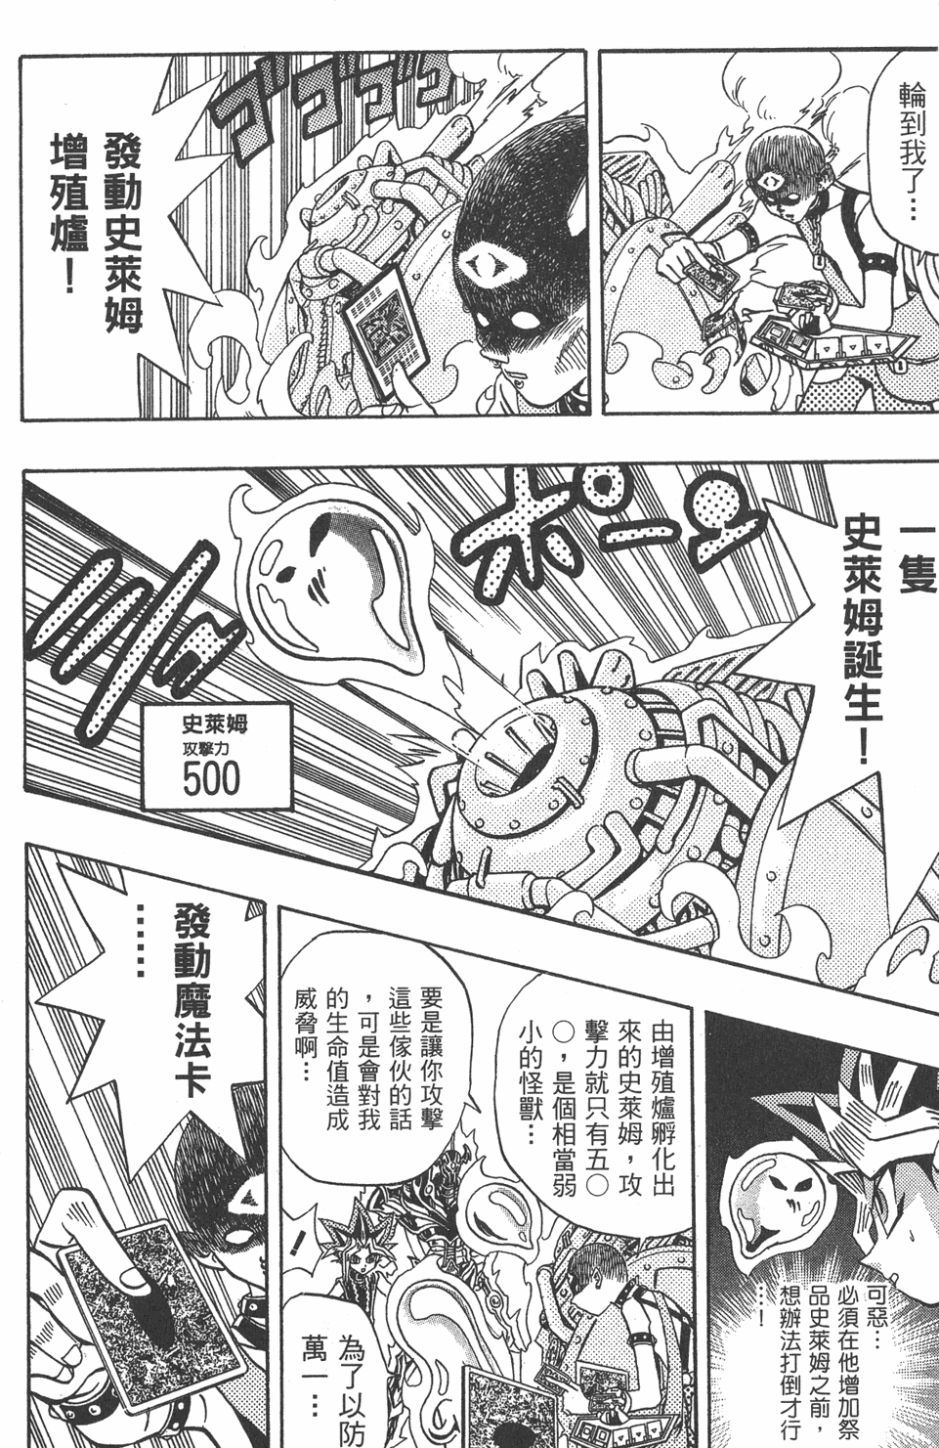 輪到我了…
ゴゴゴゴ
發動史萊姆
增殖爐！
一隻
史萊姆誕生！
ポーン
史萊姆
攻擊力
500
可惡…
必須在他增加祭
品史萊姆之前，
想辦法打倒才行
…！
由增殖爐孵化出
來的史萊姆，攻
擊力就只有五〇
〇，是個相當弱
小的怪獸…
要是讓你攻擊
這些傢伙的話
，可是會對我
的生命值造成
威脅啊…
！
為了以防
萬一…
發動魔法卡
……